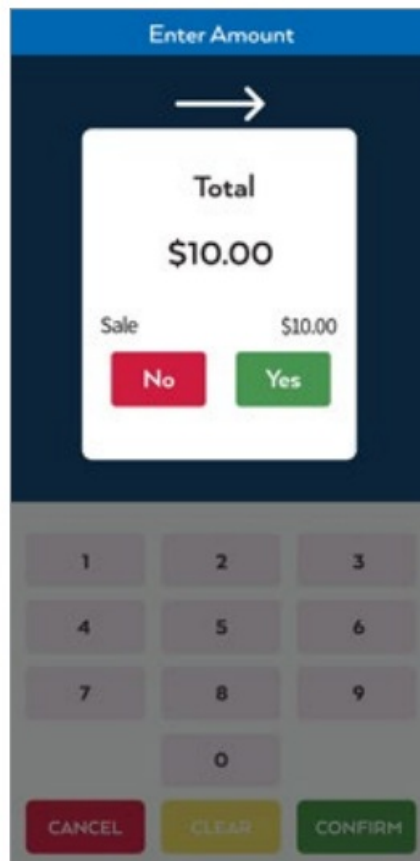 Enter Amount
Total
$10.00
Sale $10.00
No Yes
1 2 3
4 5 6
7 8 9
0
CANCEL CLEAR CONFIRM